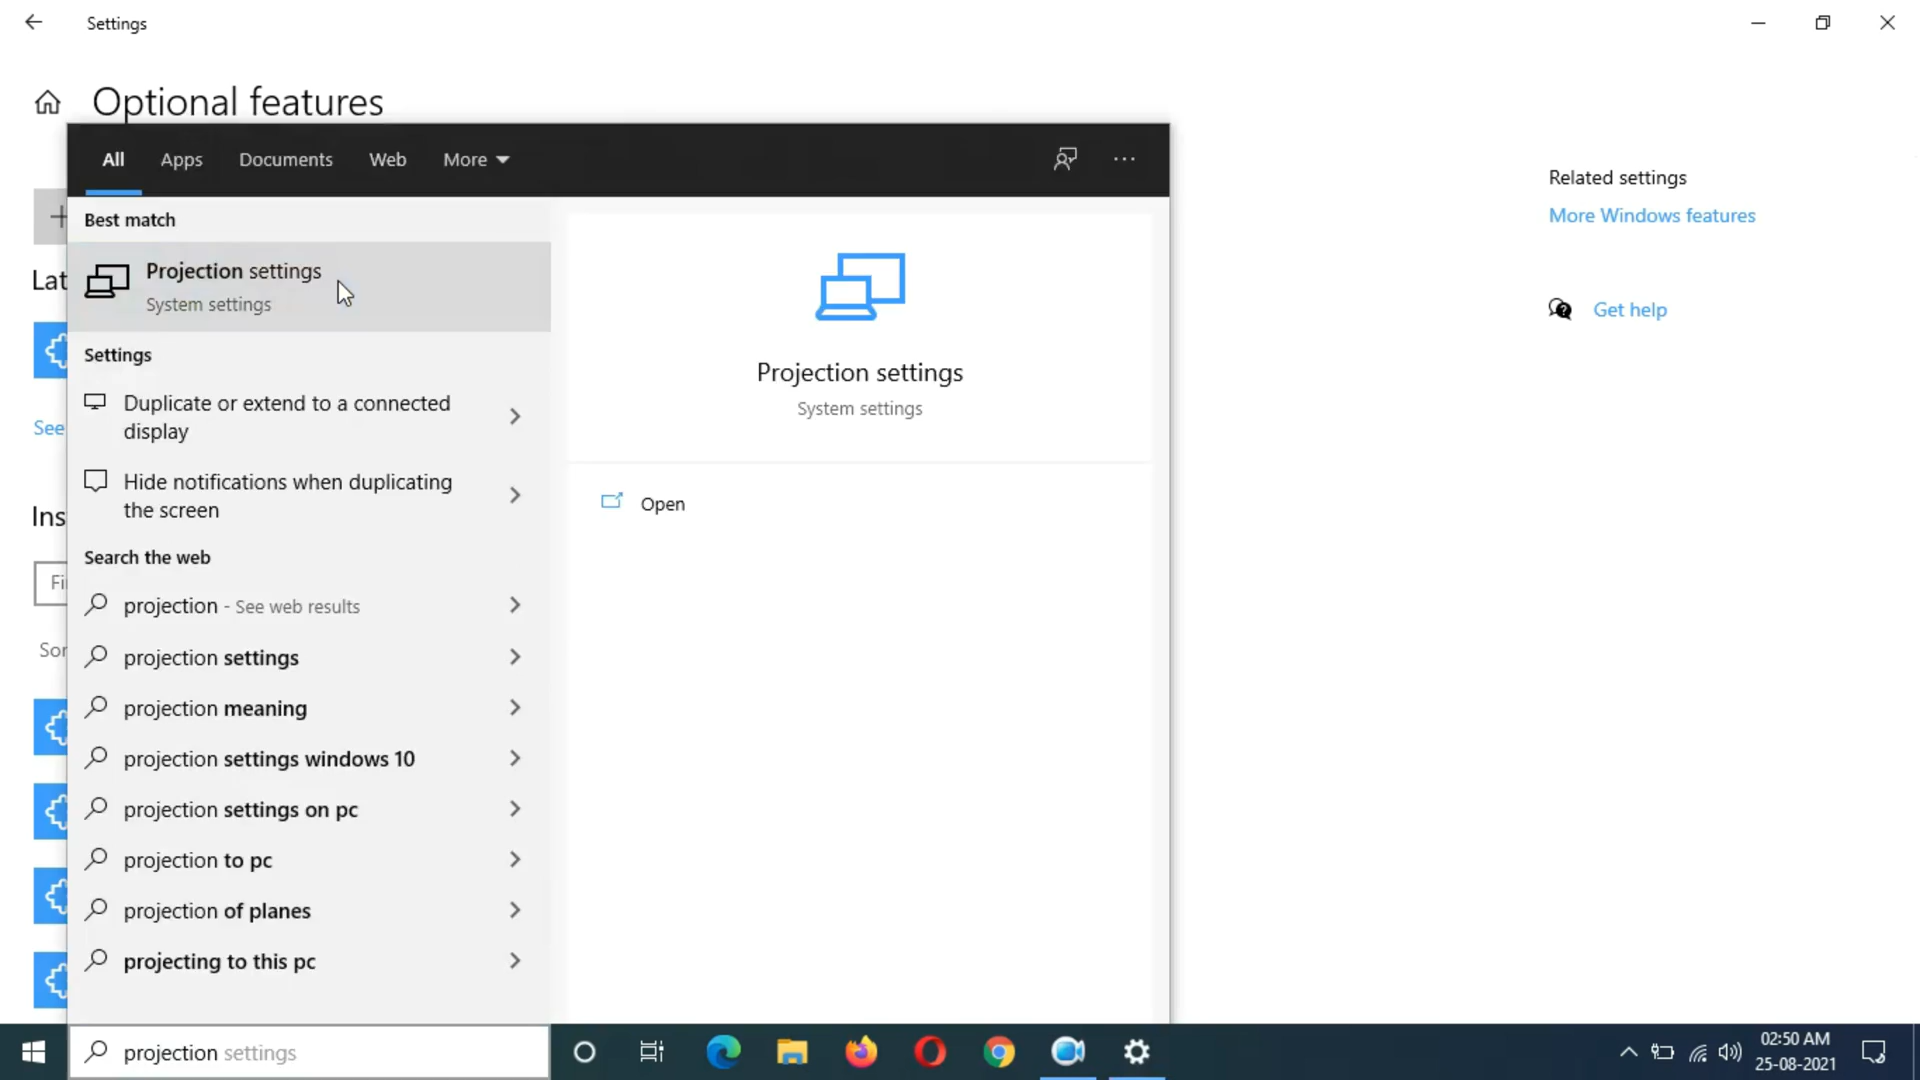 Settings
Optional features
All
Apps
Documents
Web
More
Best match
Projection settings
System settings
Settings
Duplicate or extend to a connected
display
Hide notifications when duplicating
the screen
Search the web
projection - See web results
projection settings
projection meaning
projection settings windows 10
projection settings on pc
projection to pc
projection of planes
projecting to this pc
Projection settings
System settings
Open
Lat
See
Ins
Fi
Sor
Related settings
More Windows features
Get help
projection settings
02:50 AM
25-08-2021